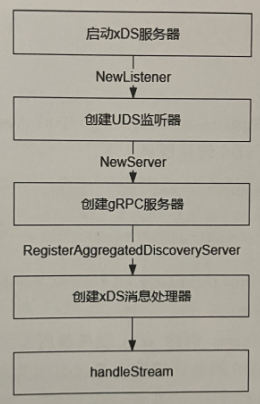 启动xDS服务器
NewListener
创建UDS监听器
NewServer
创建gRPC服务器
RegisterAggregatedDiscoveryServer
创建xDS消息处理器
handleStream